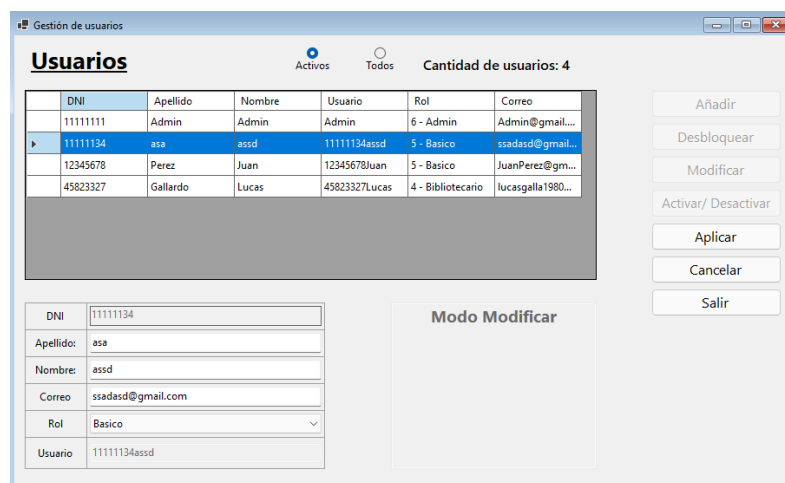 Gestión de usuarios
Usuarios
Activos Todos
Cantidad de usuarios: 4
DNI Apellido Nombre Usuario Rol Correo
11111111 Admin Admin Admin 6 - Admin Admin@gmail....
11111134 asa assd 11111134assd 5 - Basico ssadasd@gmail...
12345678 Perez Juan 12345678Juan 5 - Basico JuanPerez@gm...
45823327 Gallardo Lucas 45823327Lucas 4 - Bibliotecario lucasgalla1980...
Añadir
Desbloquear
Modificar
Activar/ Desactivar
Aplicar
Cancelar
Salir
DNI 11111134
Apellido: asa
Nombre: assd
Correo ssadasd@gmail.com
Rol Basico
Usuario 11111134assd
Modo Modificar